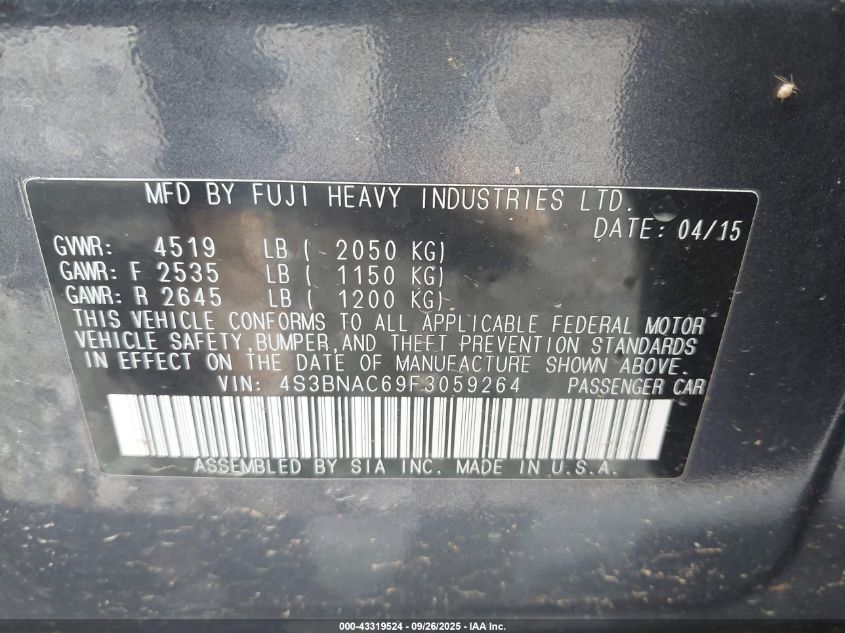 MFD BY FUJI HEAVY INDUSTRIES LTD.
DATE: 04/15
GVWR: 4519 LB ( 2050 KG)
GAWR: F 2535 LB ( 1150 KG)
GAWR: R 2645 LB ( 1200 KG)
THIS VEHICLE CONFORMS TO ALL APPLICABLE FEDERAL MOTOR
VEHICLE SAFETY, BUMPER, AND THEFT PREVENTION STANDARDS
IN EFFECT ON THE DATE OF MANUFACTURE SHOWN ABOVE.
VIN: 4S3BNAC69F3059264 PASSENGER CAR
ASSEMBLED BY SIA INC. MADE IN U.S.A.
000-43319524 - 09/26/2025 - IAA Inc.